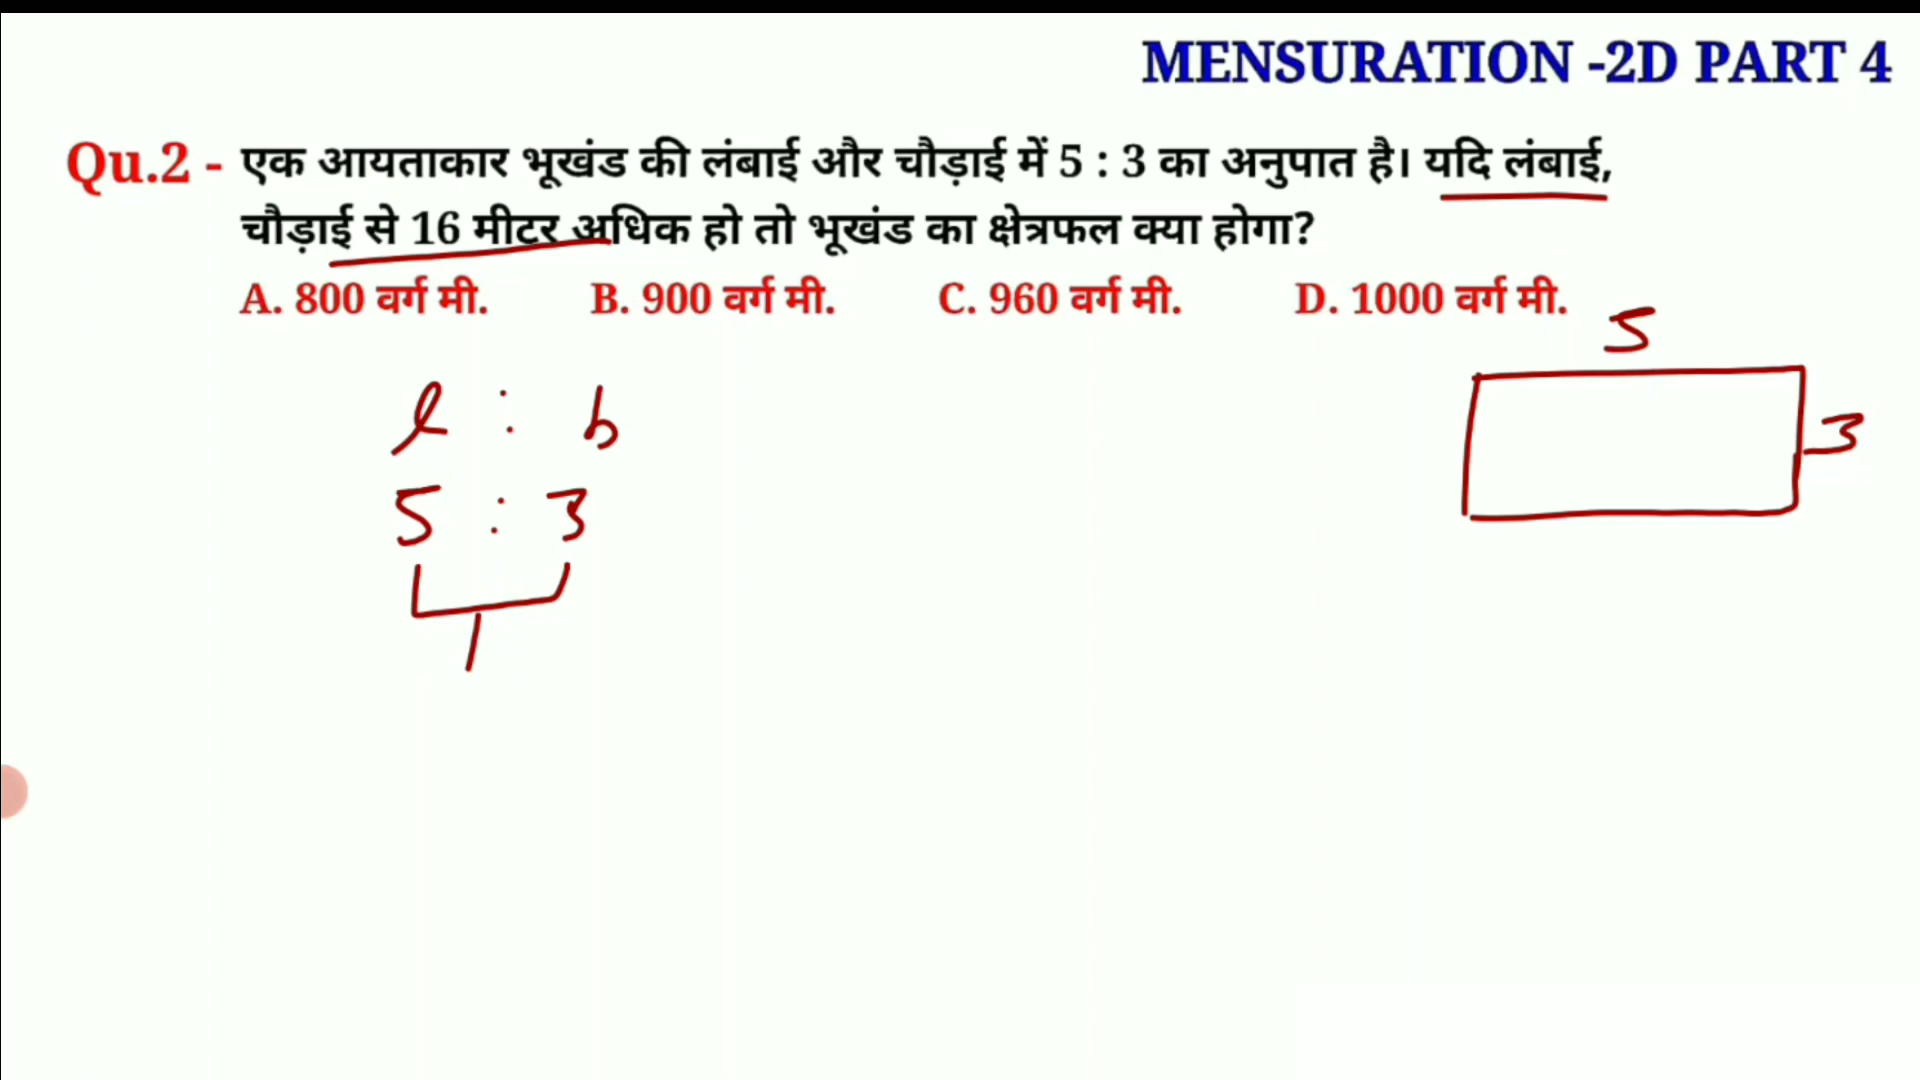 MENSURATION -2D PART 4
Qu.2 - एक आयताकार भूखंड की लंबाई और चौड़ाई में 5 : 3 का अनुपात है। यदि लंबाई,
चौड़ाई से 16 मीटर अधिक हो तो भूखंड का क्षेत्रफल क्या होगा?
A. 800 वर्ग मी. B. 900 वर्ग मी. C. 960 वर्ग मी. D. 1000 वर्ग मी.
5
3
l : b
5 : 3